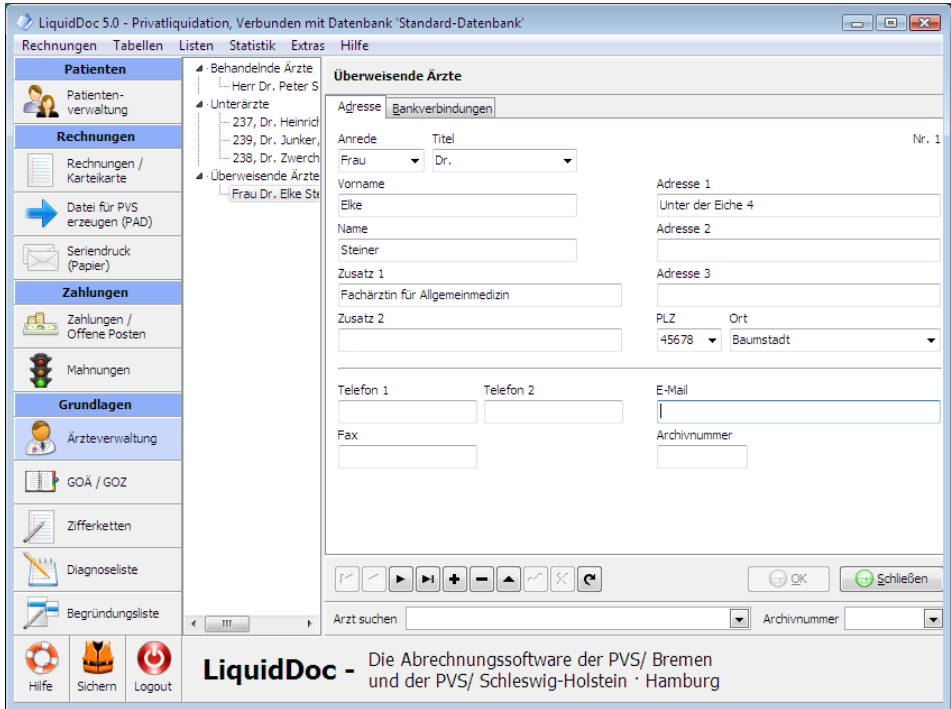 LiquidDoc 5.0 - Privatliquidation, Verbunden mit Datenbank 'Standard-Datenbank'
Rechnungen Tabellen Listen Statistik Extras Hilfe
Patienten
Patienten-
verwaltung
Rechnungen
Rechnungen /
Karteikarte
Datei für PVS
erzeugen (PAD)
Seriendruck
(Papier)
Zahlungen
Zahlungen /
Offene Posten
Mahnungen
Grundlagen
Ärzteverwaltung
GOÄ / GOZ
Zifferketten
Diagnoseliste
Begründungsliste
Behandelnde Ärzte
Herr Dr. Peter S
Unterärzte
237, Dr. Heinrich
239, Dr. Junker,
238, Dr. Zwerch
Überweisende Ärzte
Frau Dr. Elke Ste
Überweisende Ärzte
Adresse Bankverbindungen
Anrede Titel Nr. 1
Frau Dr.
Vorname Adresse 1
Elke Unter der Eiche 4
Name Adresse 2
Steiner
Zusatz 1 Adresse 3
Fachärztin für Allgemeinmedizin
Zusatz 2 PLZ Ort
45678 Baumstadt
Telefon 1 Telefon 2 E-Mail
Fax Archivnummer
OK Schließen
Arzt suchen Archivnummer
Hilfe Sichern Logout
LiquidDoc - Die Abrechnungssoftware der PVS/ Bremen
und der PVS/ Schleswig-Holstein · Hamburg